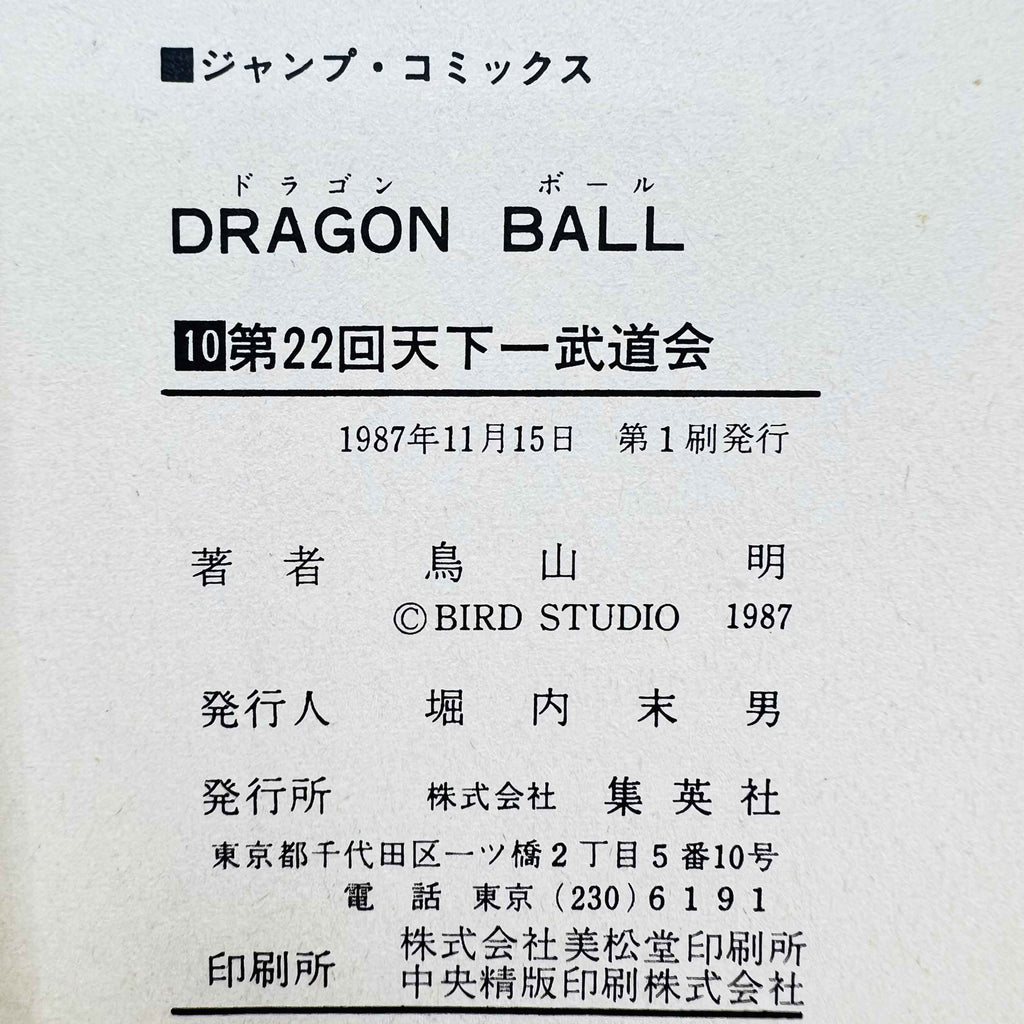 ■ジャンプ・コミックス
ドラゴン ボール
DRAGON BALL
10第22回天下一武道会
1987年11月15日 第1刷発行
著者 鳥山 明
©BIRD STUDIO 1987
発行人 堀内末男
発行所 株式会社 集英社
東京都千代田区一ツ橋2丁目5番10号
電話 東京(230)6191
印刷所 株式会社美松堂印刷所
中央精版印刷株式会社